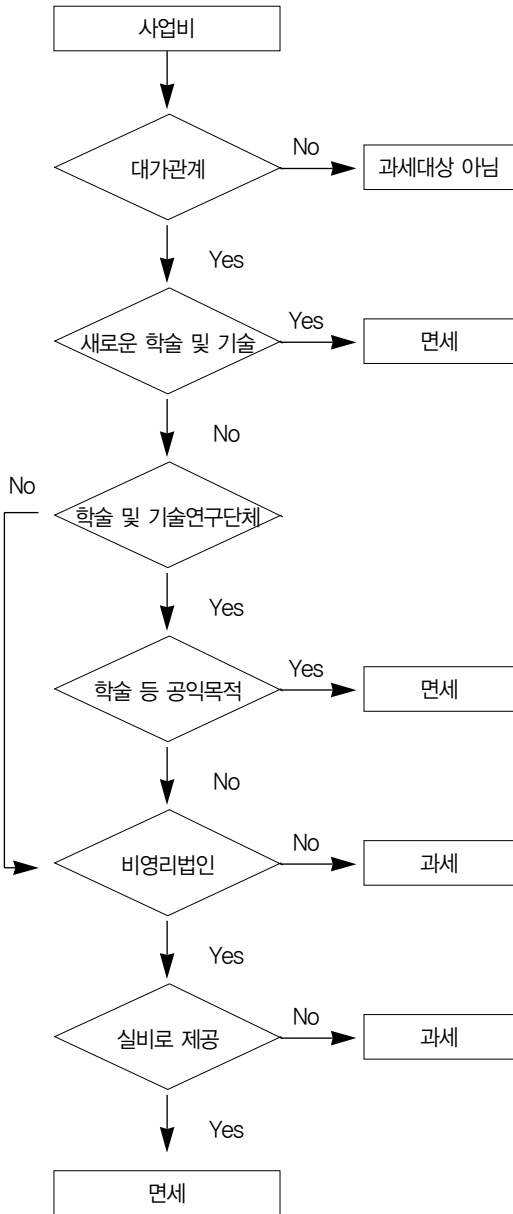 사업비
대가관계
No
과세대상 아님
Yes
새로운 학술 및 기술
Yes
면세
No
No
학술 및 기술연구단체
Yes
학술 등 공익목적
Yes
면세
No
비영리법인
No
과세
Yes
실비로 제공
No
과세
Yes
면세